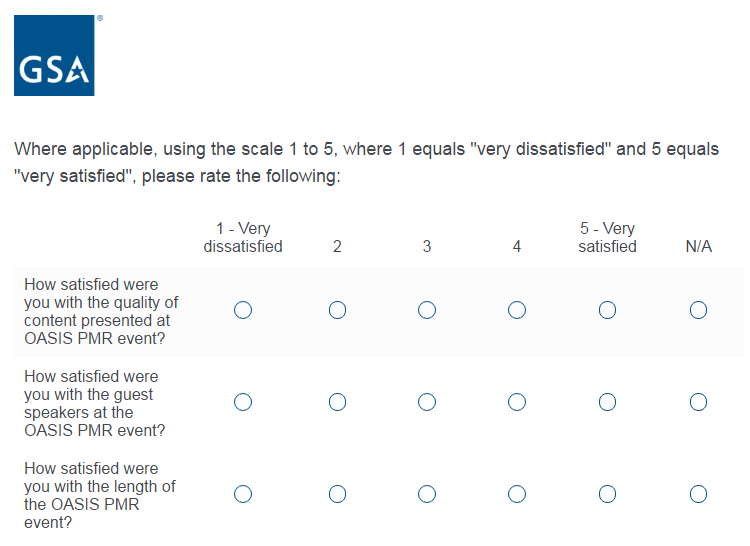 GSA
®
Where applicable, using the scale 1 to 5, where 1 equals "very dissatisfied" and 5 equals
"very satisfied", please rate the following:
1 - Very
dissatisfied
2
3
4
5 - Very
satisfied
N/A
How satisfied were
you with the quality of
content presented at
OASIS PMR event?
How satisfied were
you with the guest
speakers at the
OASIS PMR event?
How satisfied were
you with the length of
the OASIS PMR
event?